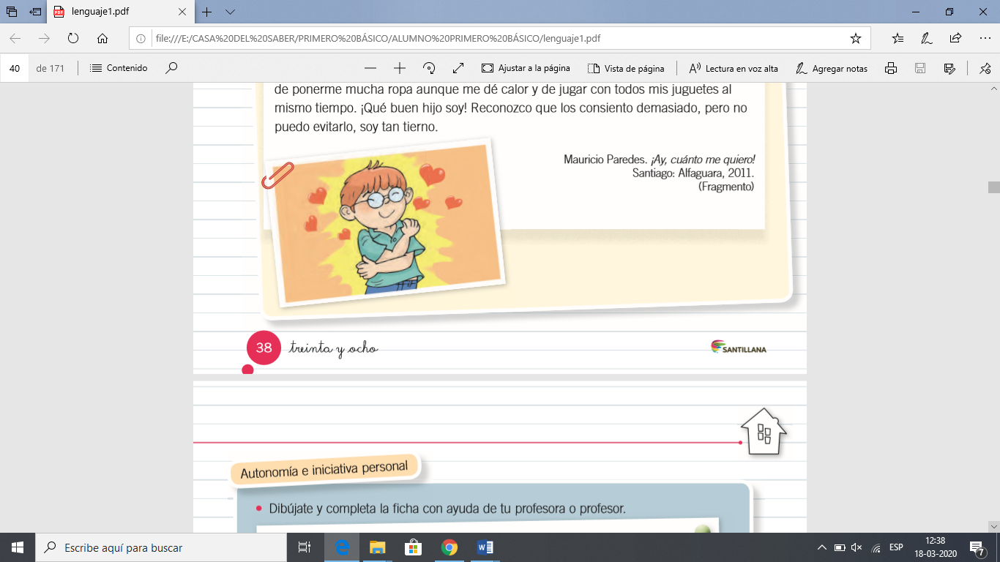 lenguaje1.pdf
file:///E:/CASA%20DEL%20SABER/PRIMERO%20BÁSICO/ALUMNO%20PRIMERO%20BÁSICO/lenguaje1.pdf
40 de 171 Contenido Ajustar a la página Vista de página Lectura en voz alta Agregar notas
de ponerme mucha ropa aunque me dé calor y de jugar con todos mis juguetes al
mismo tiempo. ¡Qué buen hijo soy! Reconozco que los consiento demasiado, pero no
puedo evitarlo, soy tan tierno.
Mauricio Paredes. ¡Ay, cuánto me quiero!
Santiago: Alfaguara, 2011.
(Fragmento)
38 treinta y ocho
SANTILLANA
Autonomía e iniciativa personal
• Dibújate y completa la ficha con ayuda de tu profesora o profesor.
Escribe aquí para buscar
ESP
12:38
18-03-2020
7